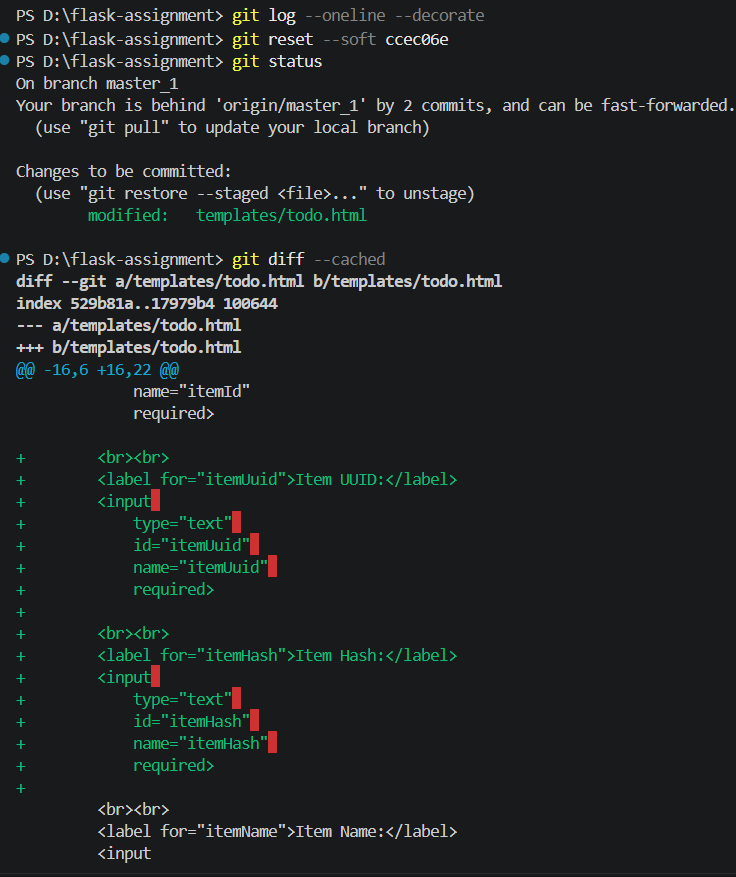 PS D:\flask-assignment> git log --oneline --decorate
PS D:\flask-assignment> git reset --soft ccec06e
PS D:\flask-assignment> git status
On branch master_1
Your branch is behind 'origin/master_1' by 2 commits, and can be fast-forwarded.
  (use "git pull" to update your local branch)

Changes to be committed:
  (use "git restore --staged <file>..." to unstage)
        modified:   templates/todo.html

PS D:\flask-assignment> git diff --cached
diff --git a/templates/todo.html b/templates/todo.html
index 529b81a..17979b4 100644
--- a/templates/todo.html
+++ b/templates/todo.html
@@ -16,6 +16,22 @@
             name="itemId"
             required>

+        <br><br>
+        <label for="itemUuid">Item UUID:</label>
+        <input
+            type="text"
+            id="itemUuid"
+            name="itemUuid"
+            required>
+
+        <br><br>
+        <label for="itemHash">Item Hash:</label>
+        <input
+            type="text"
+            id="itemHash"
+            name="itemHash"
+            required>
+
         <br><br>
         <label for="itemName">Item Name:</label>
         <input